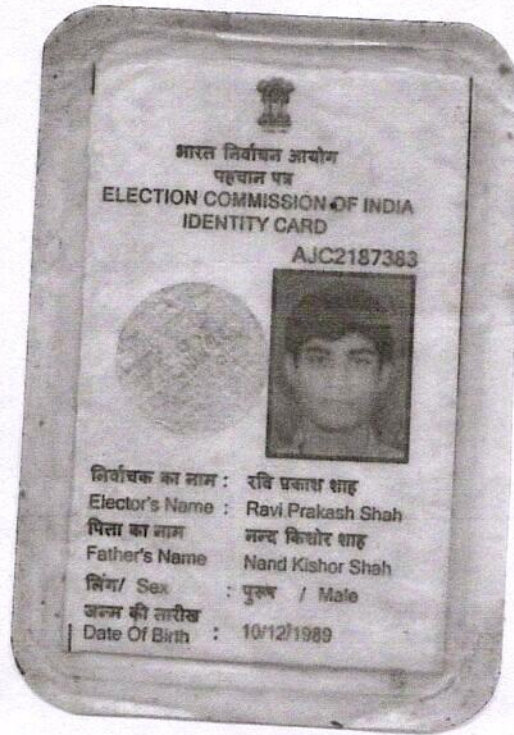 भारत निर्वाचन आयोग
पहचान पत्र
ELECTION COMMISSION OF INDIA
IDENTITY CARD
AJC2187383
निर्वाचक का नाम : रवि प्रकाश शाह
Elector's Name : Ravi Prakash Shah
पिता का नाम नन्द किशोर शाह
Father's Name Nand Kishor Shah
लिंग/ Sex : पुरुष / Male
जन्म की तारीख
Date Of Birth : 10/12/1989